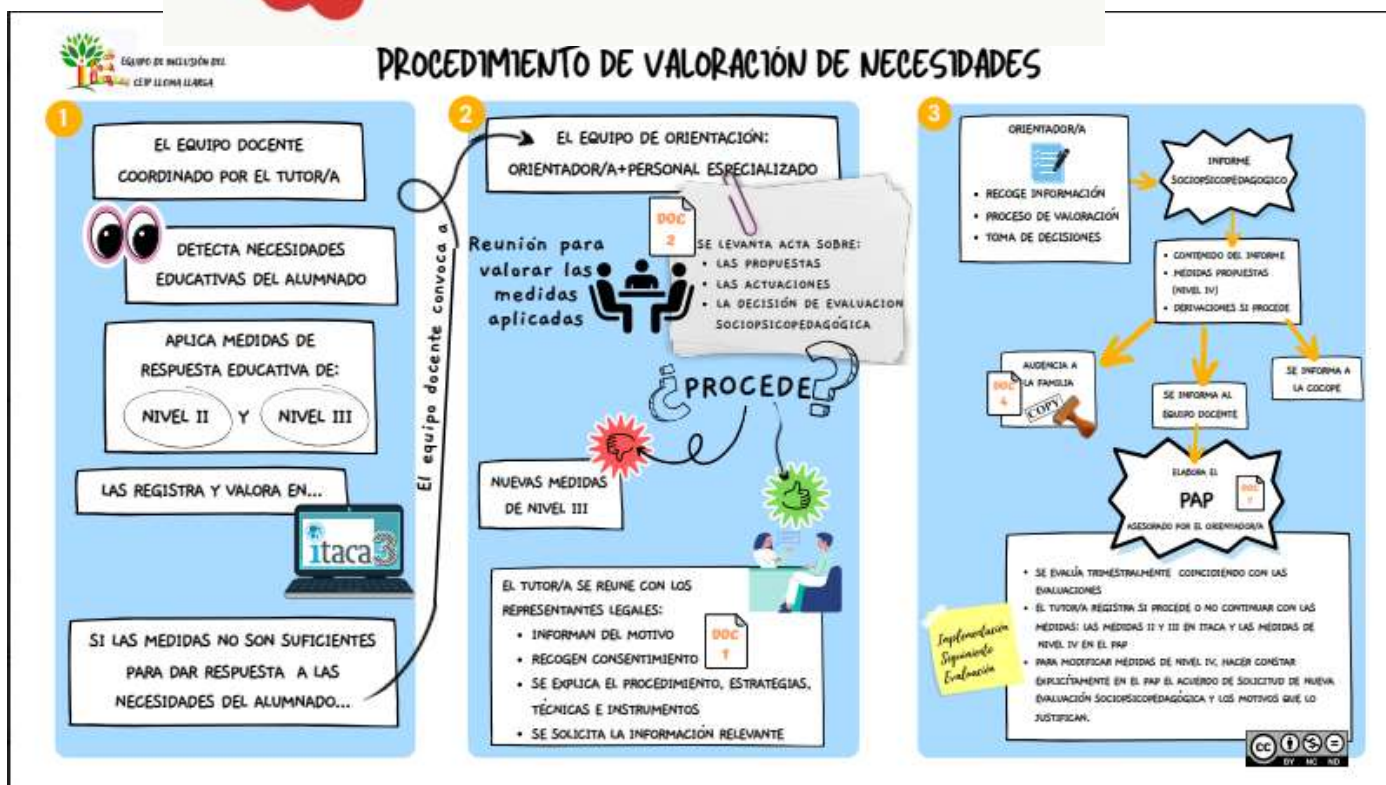 EQUIPO DE INCLUSIÓN DEL
CEIP LLOMA LLARGA
PROCEDIMIENTO DE VALORACIÓN DE NECESIDADES
1
EL EQUIPO DOCENTE
COORDINADO POR EL TUTOR/A
DETECTA NECESIDADES
EDUCATIVAS DEL ALUMNADO
APLICA MEDIDAS DE
RESPUESTA EDUCATIVA DE:
NIVEL II Y NIVEL III
LAS REGISTRA Y VALORA EN...
itaca3
SI LAS MEDIDAS NO SON SUFICIENTES
PARA DAR RESPUESTA A LAS
NECESIDADES DEL ALUMNADO...
El equipo docente convoca a
2
EL EQUIPO DE ORIENTACIÓN:
ORIENTADOR/A+PERSONAL ESPECIALIZADO
Reunión para
valorar las
medidas
aplicadas
DOC
2
SE LEVANTA ACTA SOBRE:
• LAS PROPUESTAS
• LAS ACTUACIONES
• LA DECISIÓN DE EVALUACION
SOCIOPSICOPEDAGÓGICA
¿PROCEDE?
NUEVAS MEDIDAS
DE NIVEL III
EL TUTOR/A SE REUNE CON LOS
REPRESENTANTES LEGALES:
• INFORMAN DEL MOTIVO
• RECOGEN CONSENTIMIENTO
• SE EXPLICA EL PROCEDIMIENTO, ESTRATEGIAS,
TÉCNICAS E INSTRUMENTOS
• SE SOLICITA LA INFORMACIÓN RELEVANTE
DOC
1
3
ORIENTADOR/A
• RECOGE INFORMACIÓN
• PROCESO DE VALORACIÓN
• TOMA DE DECISIONES
INFORME
SOCIOPSICOPEDAGOGICO
• CONTENIDO DEL INFORME
• MEDIDAS PROPUESTAS
(NIVEL IV)
• DERIVACIONES SI PROCEDE
AUDENCIA A
LA FAMILIA
DOC
4
COPY
SE INFORMA AL
EQUIPO DOCENTE
SE INFORMA A
LA COCOPE
ELABORA EL
PAP
DOC
ASESORADO POR EL ORIENTADOR/A
Implementación
Seguimiento
Evaluación
• SE EVALÚA TRIMESTRALMENTE COINCIDIENDO CON LAS
EVALUACIONES
• EL TUTOR/A REGISTRA SI PROCEDE O NO CONTINUAR CON LAS
MEDIDAS: LAS MEDIDAS II Y III EN ITACA Y LAS MEDIDAS DE
NIVEL IV EN EL PAP
• PARA MODIFICAR MEDIDAS DE NIVEL IV, HACER CONSTAR
EXPLÍCITAMENTE EN EL PAP EL ACUERDO DE SOLICITUD DE NUEVA
EVALUACIÓN SOCIOPSICOPEDAGÓGICA Y LOS MOTIVOS QUE LO
JUSTIFICAN.
CC BY NC ND